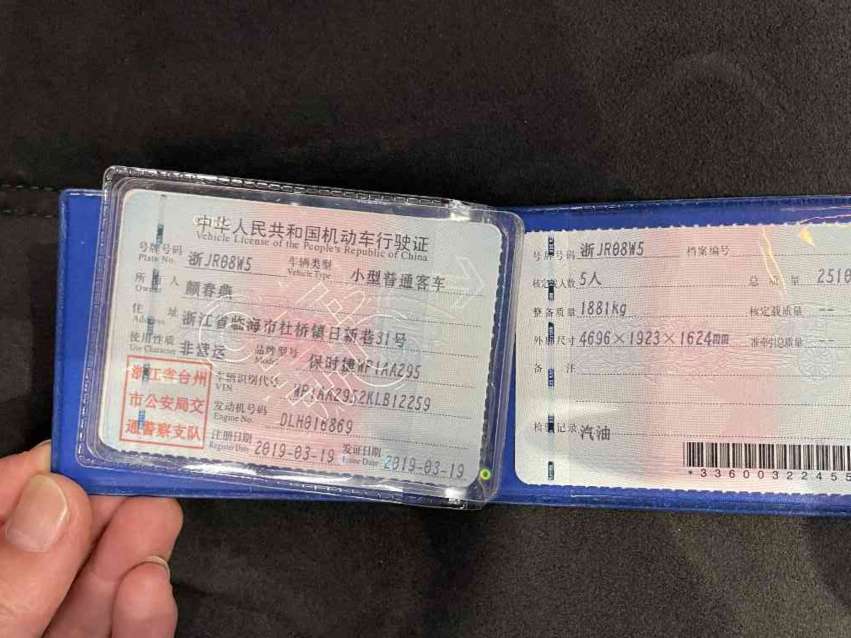 中华人民共和国机动车行驶证
Vehicle License of the People's Republic of China
号牌号码 浙JR08W5 车辆类型 小型普通客车
Plate No. Vehicle Type
所有人 颜春燕
Owner
住址 浙江省临海市杜桥镇日新巷31号
Address
使用性质 非营运 品牌型号 保时捷WP1AA295
Use Character Model
浙江省台州
市公安局交
通警察支队
车辆识别代号 WP1AA2952KLB12259
VIN
发动机号码 DLH016869
Engine No.
注册日期 2019-03-19 发证日期 2019-03-19
Register Date Issue Date
号牌号码 浙JR08W5 档案编号
核定载人数 5人 总质量 2510
整备质量 1881kg 核定载质量 --
外廓尺寸 4696×1923×1624mm 准牵引总质量 --
备注
检验记录 汽油
*33600322455